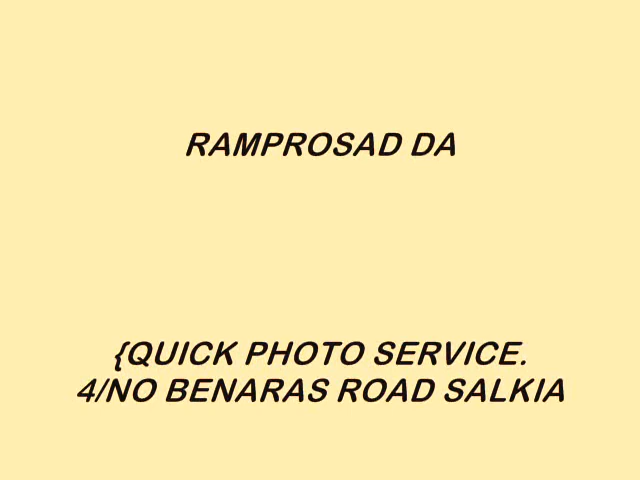 RAMPROSAD DA
{QUICK PHOTO SERVICE.
4/NO BENARAS ROAD SALKIA